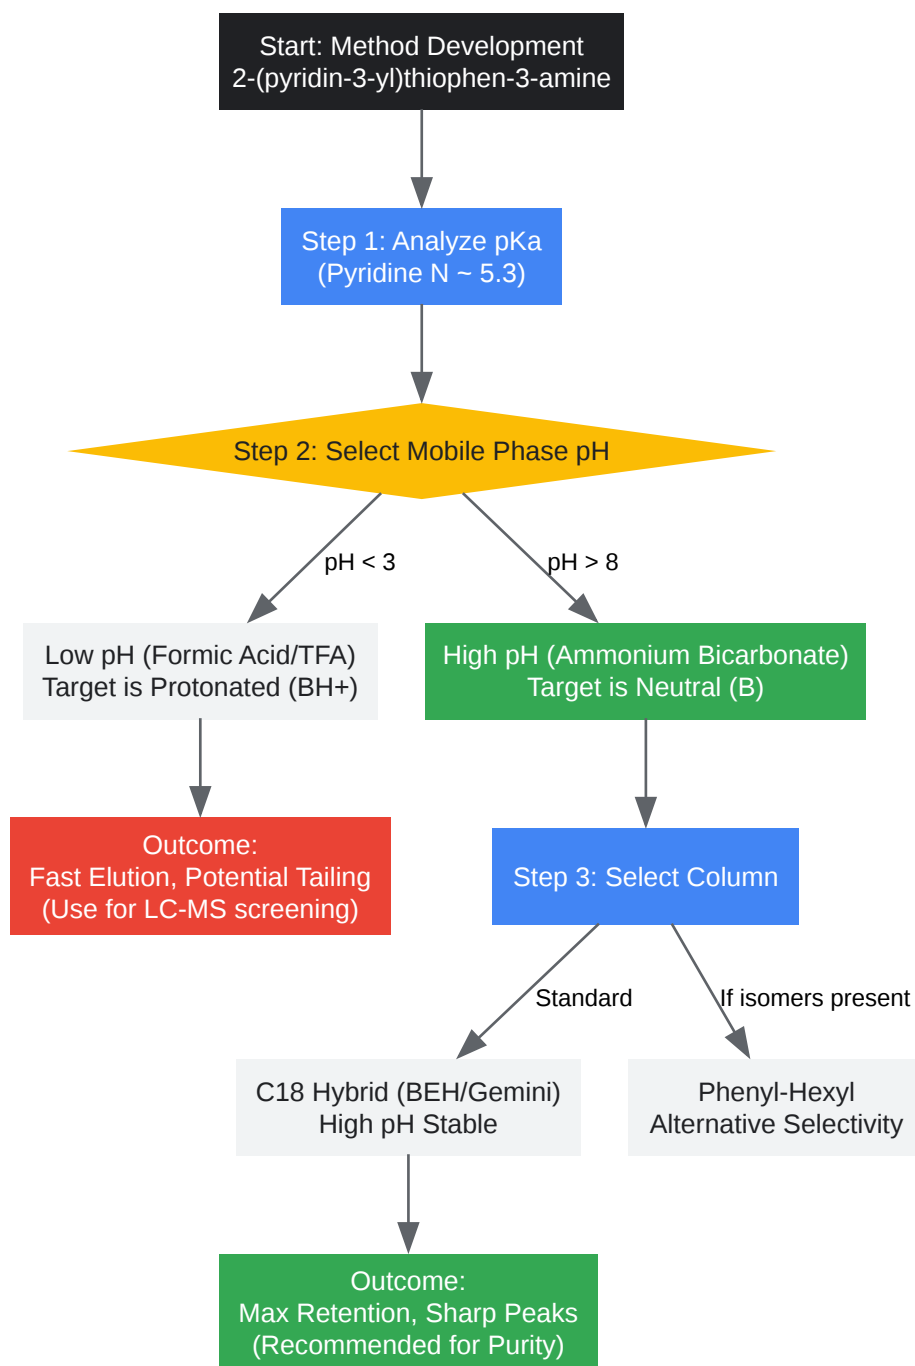 Start: Method Development
2-(pyridin-3-yl)thiophen-3-amine
Step 1: Analyze pKa
(Pyridine N ~ 5.3)
Step 2: Select Mobile Phase pH
pH < 3
pH > 8
Low pH (Formic Acid/TFA)
Target is Protonated (BH+)
High pH (Ammonium Bicarbonate)
Target is Neutral (B)
Outcome:
Fast Elution, Potential Tailing
(Use for LC-MS screening)
Step 3: Select Column
Standard
If isomers present
C18 Hybrid (BEH/Gemini)
High pH Stable
Phenyl-Hexyl
Alternative Selectivity
Outcome:
Max Retention, Sharp Peaks
(Recommended for Purity)